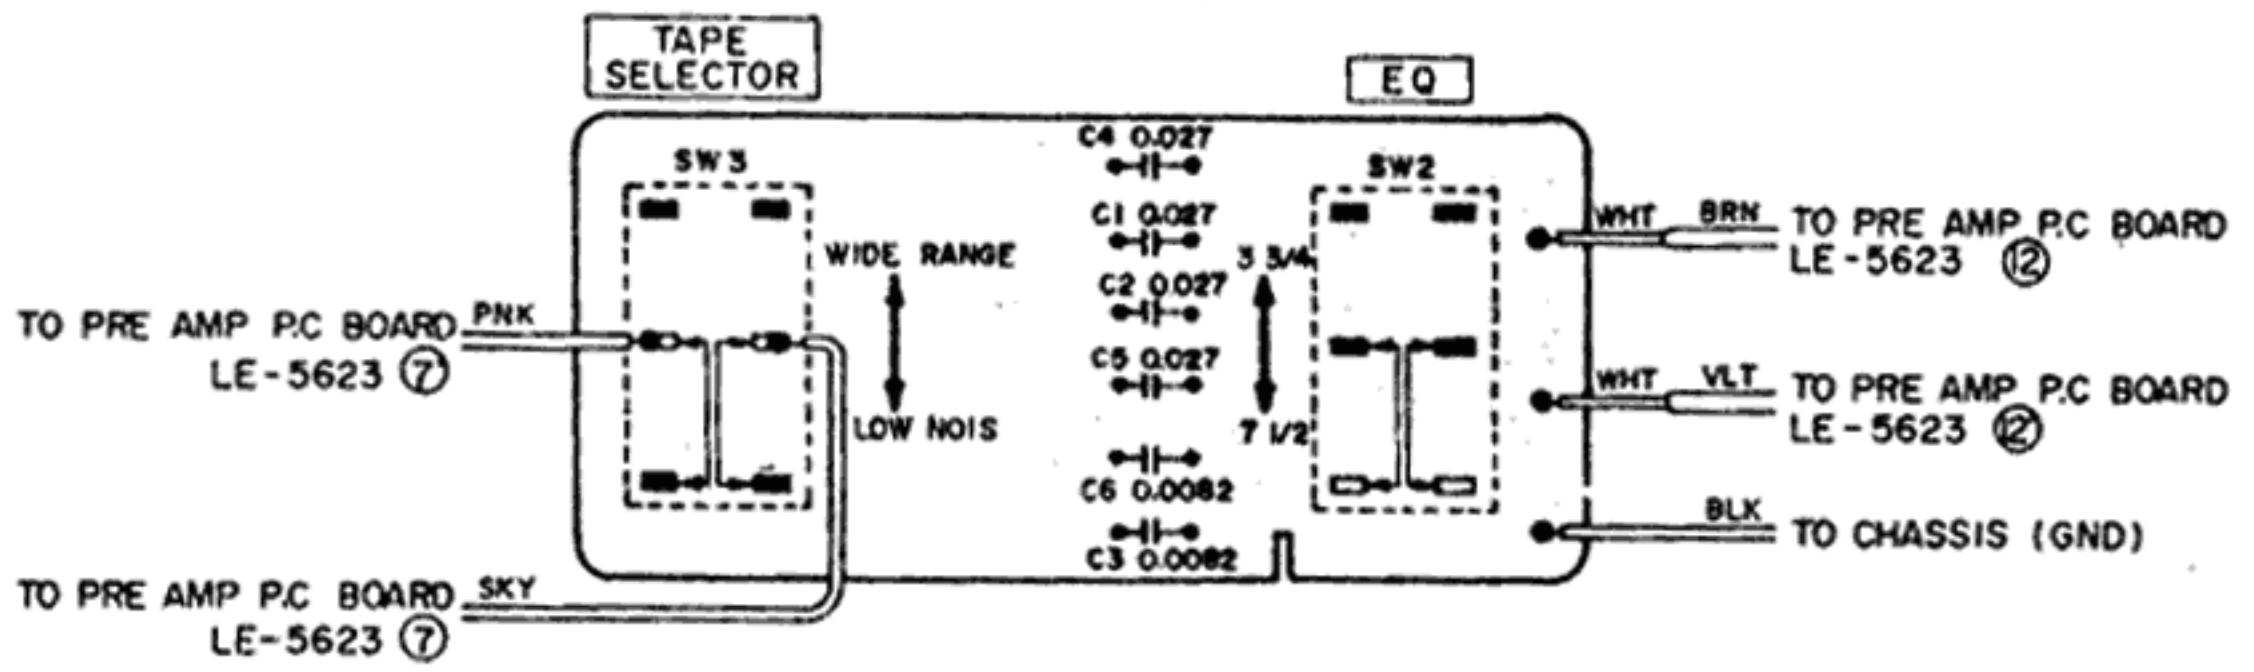 TAPE
SELECTOR
EQ
SW3
C4 0.027
SW2
C1 0.027
WHT BRN TO PRE AMP P.C BOARD
LE-5623 ⑫
WIDE RANGE
3 3/4
C2 0.027
TO PRE AMP P.C BOARD PNK
LE-5623 ⑦
C5 0.027
WHT VLT TO PRE AMP P.C BOARD
LE-5623 ⑫
LOW NOIS
7 1/2
C6 0.0082
BLK TO CHASSIS (GND)
C3 0.0082
TO PRE AMP P.C BOARD SKY
LE-5623 ⑦